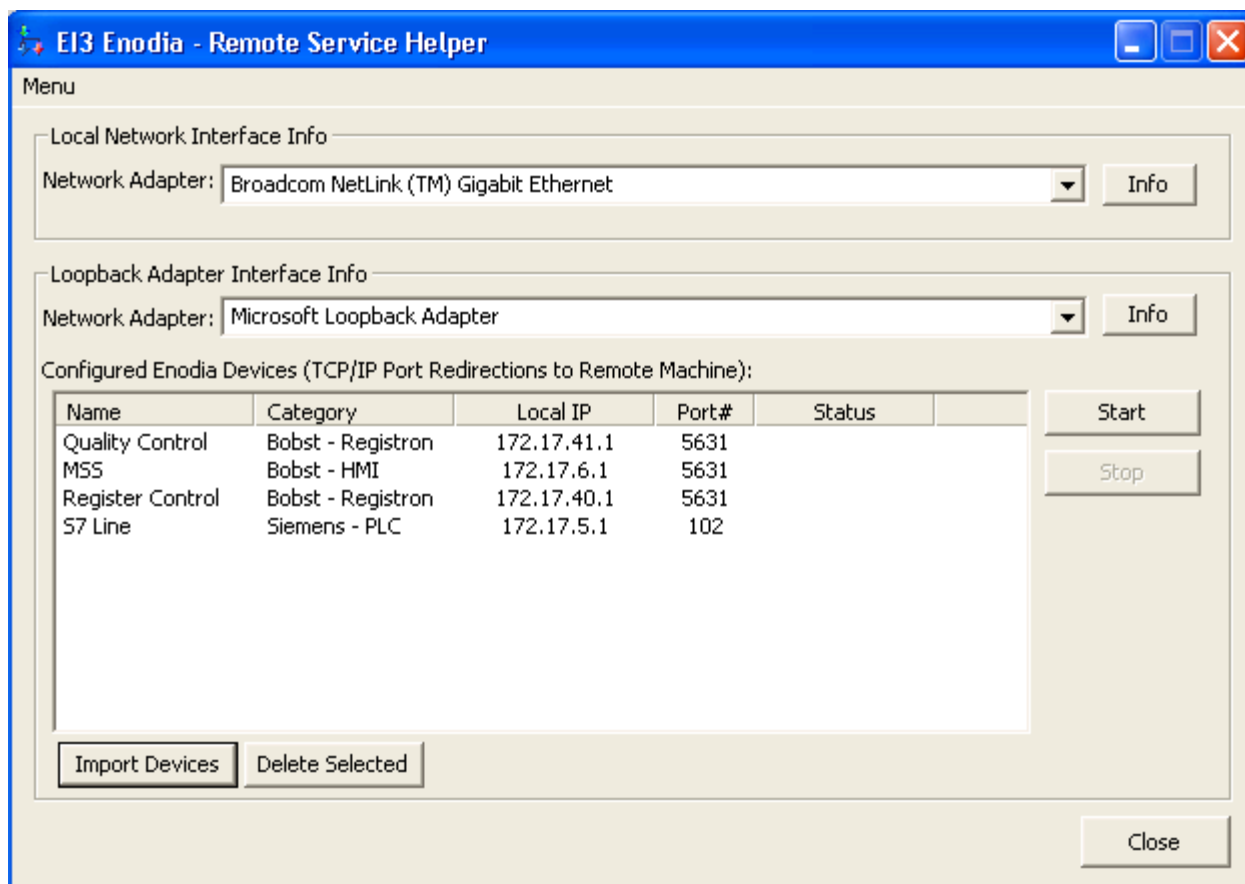 EI3 Enodia - Remote Service Helper
Menu
Local Network Interface Info
Network Adapter: Broadcom NetLink (TM) Gigabit Ethernet Info
Loopback Adapter Interface Info
Network Adapter: Microsoft Loopback Adapter Info
Configured Enodia Devices (TCP/IP Port Redirections to Remote Machine):
Name Category Local IP Port# Status Start
Quality Control Bobst - Registron 172.17.41.1 5631
MSS Bobst - HMI 172.17.6.1 5631 Stop
Register Control Bobst - Registron 172.17.40.1 5631
S7 Line Siemens - PLC 172.17.5.1 102
Import Devices Delete Selected
Close